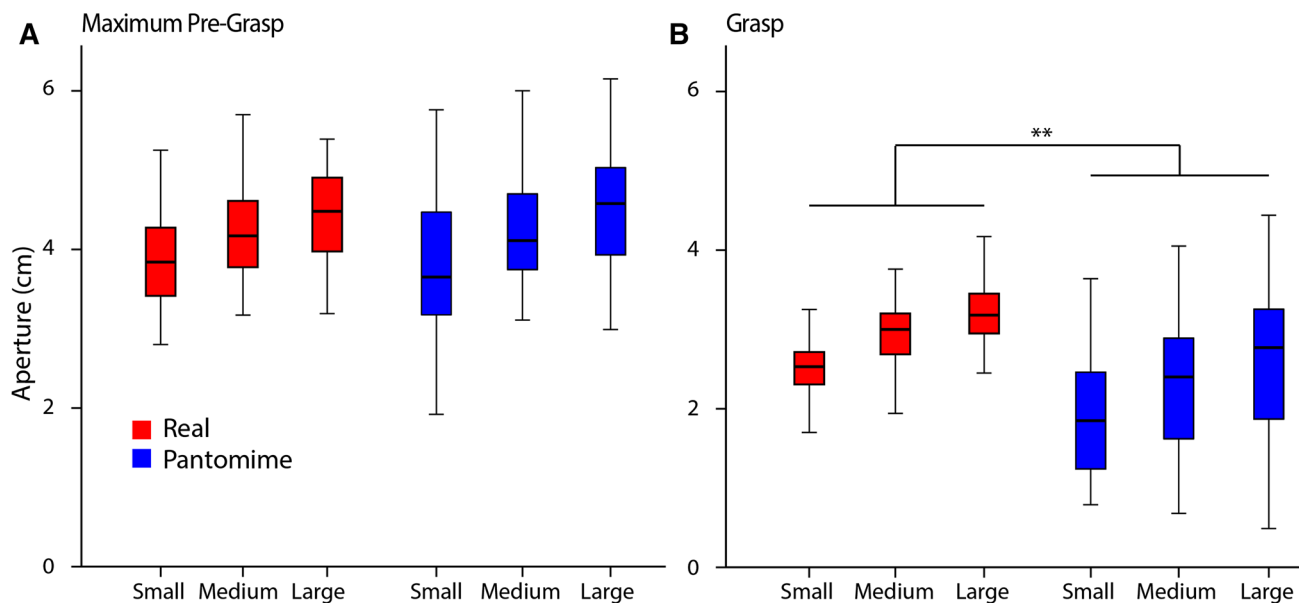 A Maximum Pre-Grasp
Aperture (cm)
6
4
2
0
Real
Pantomime
Small Medium Large Small Medium Large
B Grasp
6
4
2
0
**
Small Medium Large Small Medium Large